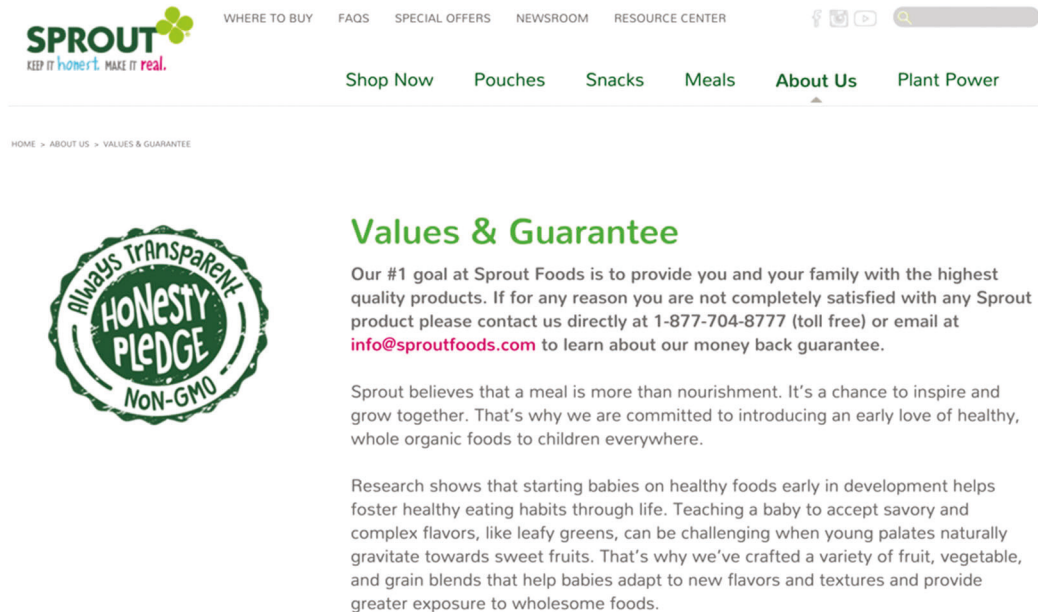 WHERE TO BUY FAQS SPECIAL OFFERS NEWSROOM RESOURCE CENTER
SPROUT
KEEP IT honest. MAKE IT real.
Shop Now Pouches Snacks Meals About Us Plant Power
HOME > ABOUT US > VALUES & GUARANTEE
Always Transparent
Honesty
Pledge
Non-GMO
Values & Guarantee
Our #1 goal at Sprout Foods is to provide you and your family with the highest
quality products. If for any reason you are not completely satisfied with any Sprout
product please contact us directly at 1-877-704-8777 (toll free) or email at
info@sproutfoods.com to learn about our money back guarantee.
Sprout believes that a meal is more than nourishment. It's a chance to inspire and
grow together. That's why we are committed to introducing an early love of healthy,
whole organic foods to children everywhere.
Research shows that starting babies on healthy foods early in development helps
foster healthy eating habits through life. Teaching a baby to accept savory and
complex flavors, like leafy greens, can be challenging when young palates naturally
gravitate towards sweet fruits. That's why we've crafted a variety of fruit, vegetable,
and grain blends that help babies adapt to new flavors and textures and provide
greater exposure to wholesome foods.